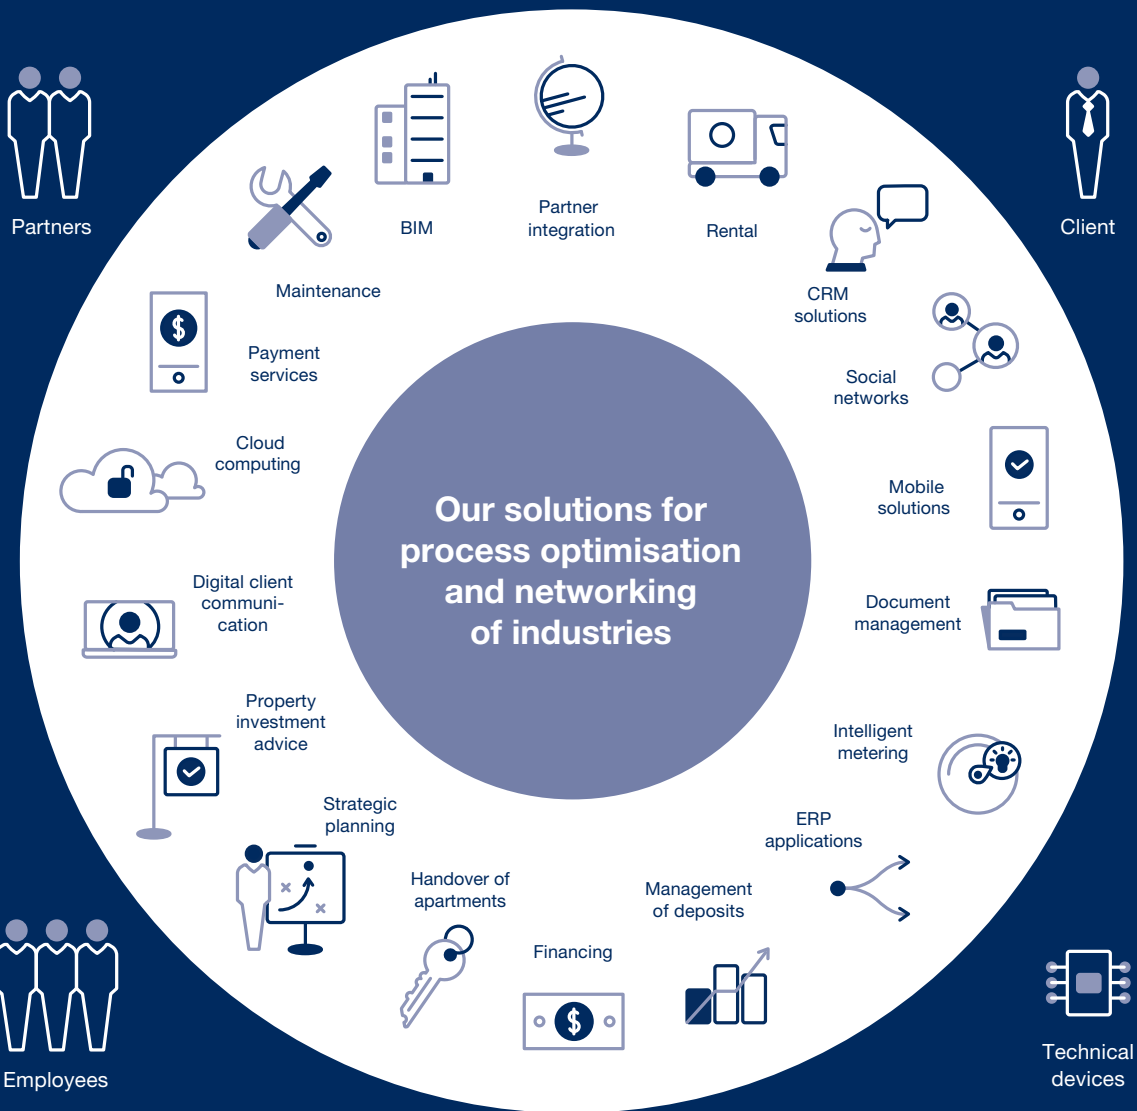 Partners
Client
BIM
Partner
integration
Rental
Maintenance
CRM
solutions
Payment
services
Social
networks
Cloud
computing
Mobile
solutions
Our solutions for
process optimisation
and networking
of industries
Digital client
communi-
cation
Document
management
Property
investment
advice
Intelligent
metering
Strategic
planning
ERP
applications
Handover of
apartments
Management
of deposits
Financing
$
$
Employees
Technical
devices